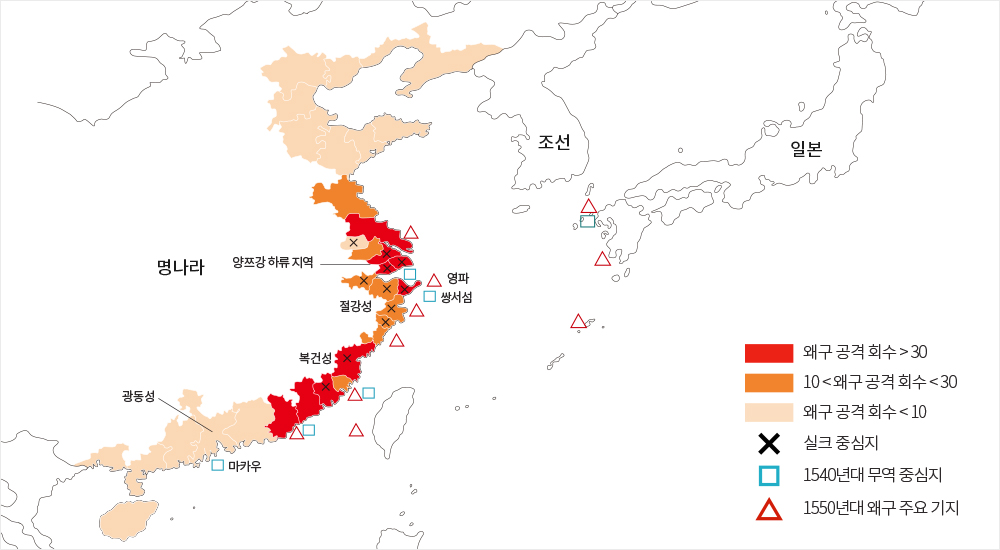 조선
일본
명나라
양쯔강 하류 지역
영파
쌍서섬
절강성
복건성
광동성
마카우
왜구 공격 회수 > 30
10 < 왜구 공격 회수 < 30
왜구 공격 회수 < 10
실크 중심지
1540년대 무역 중심지
1550년대 왜구 주요 기지